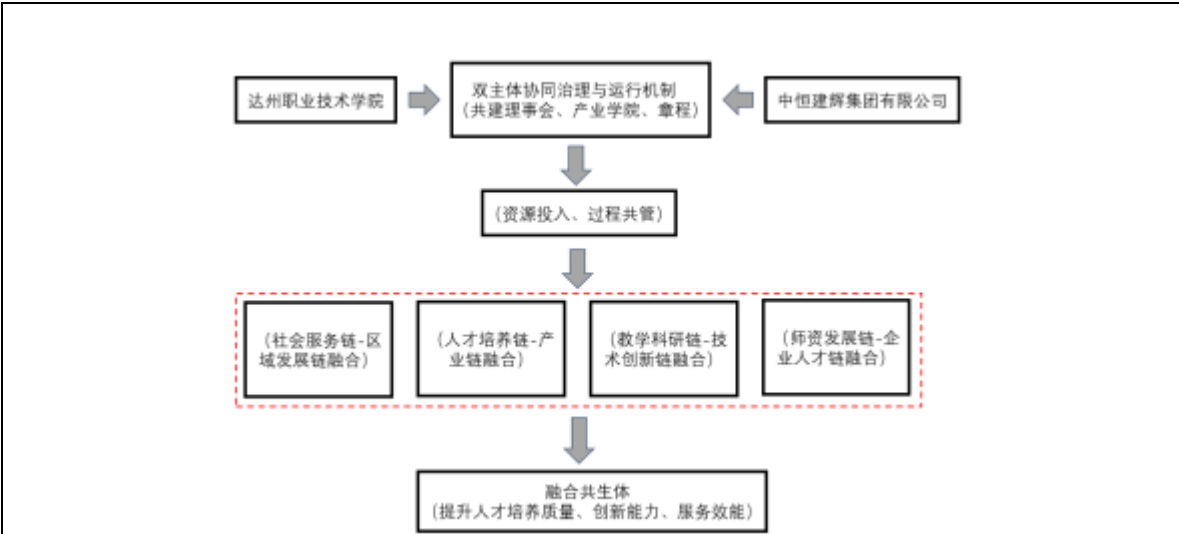 达州职业技术学院
双主体协同治理与运行机制
（共建理事会、产业学院、章程）
中恒建辉集团有限公司
（资源投入、过程共管）
（社会服务链-区
域发展链融合）
（人才培养链-产
业链融合）
（教学科研链-技
术创新链融合）
（师资发展链-企
业人才链融合）
融合共生体
（提升人才培养质量、创新能力、服务效能）